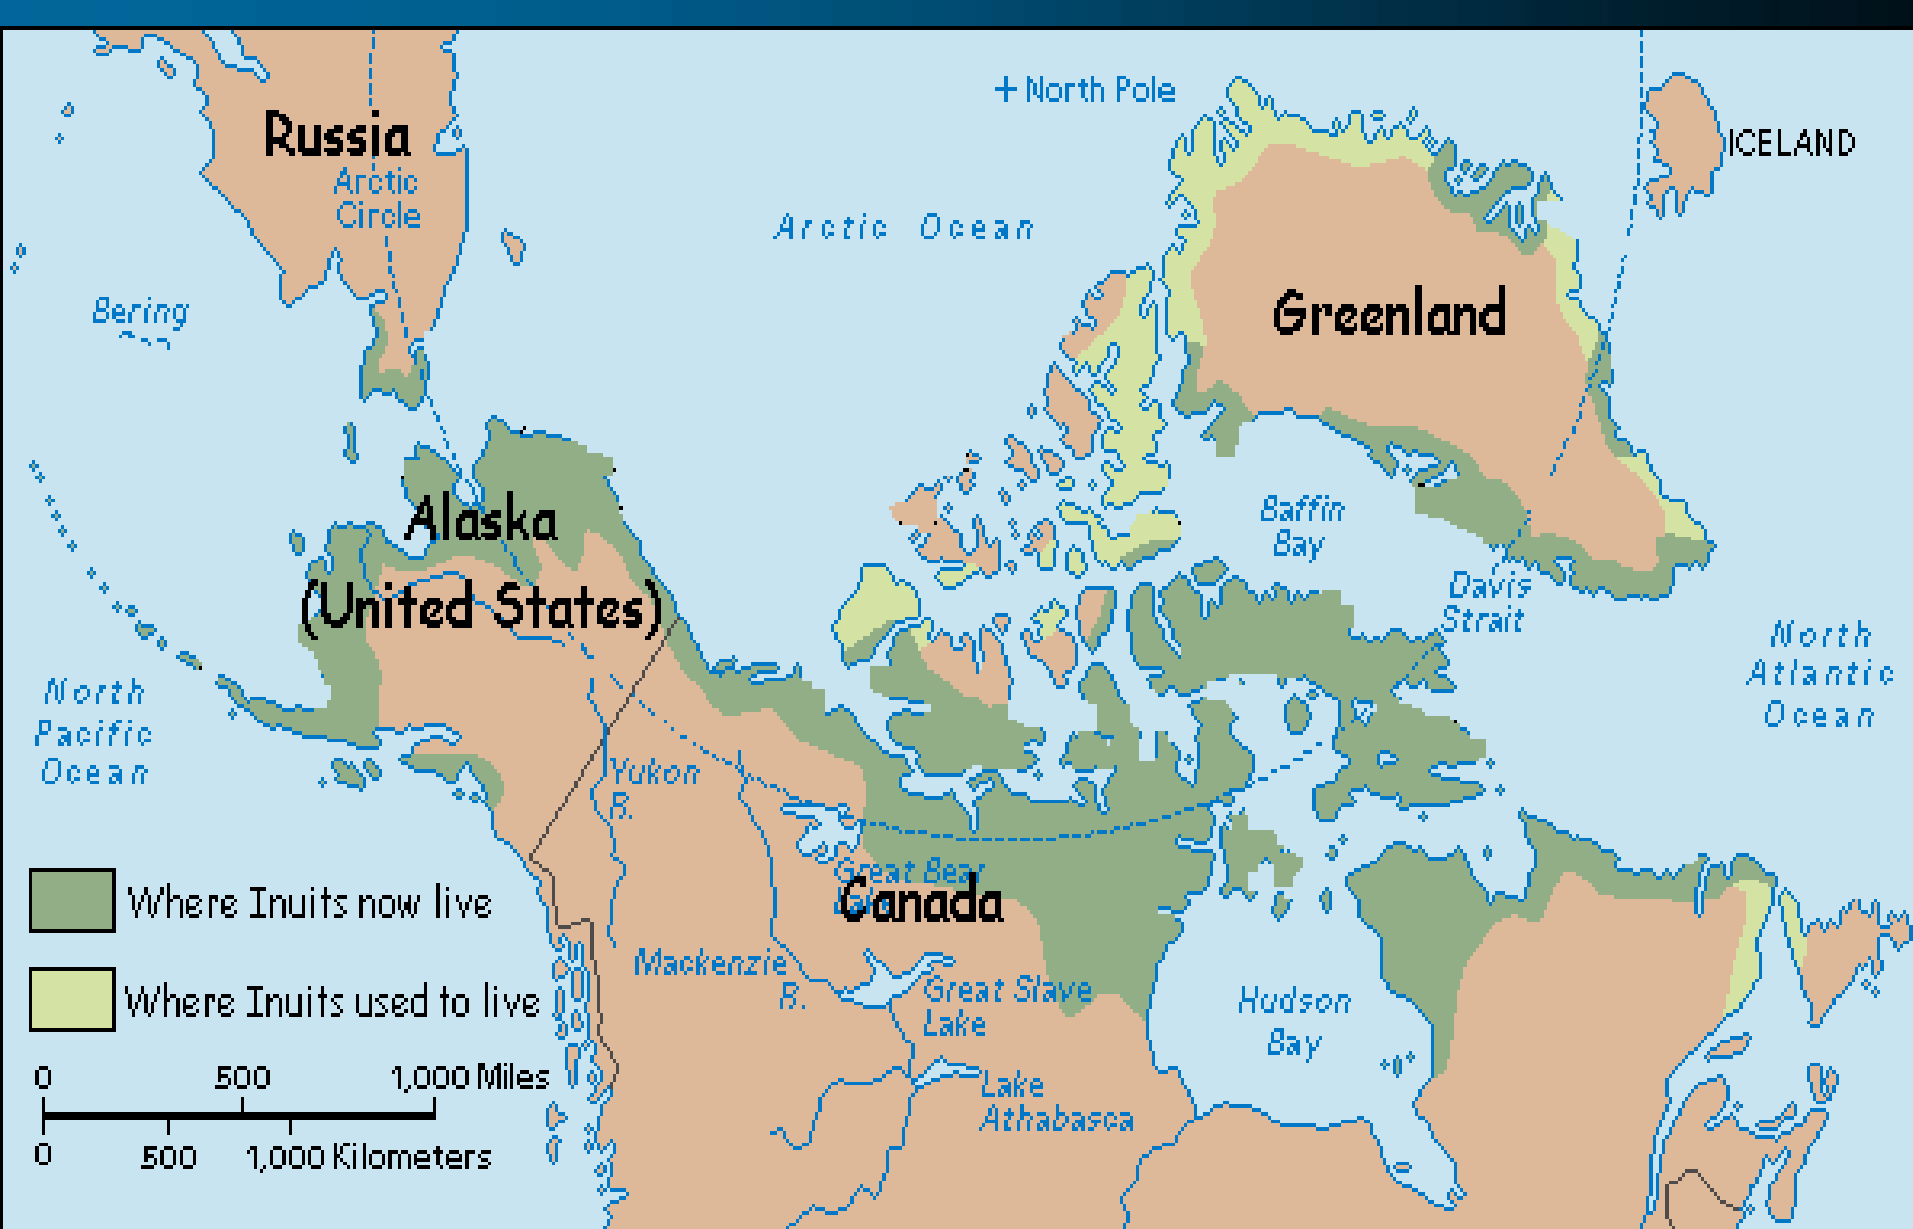 + North Pole
Russia
ICELAND
Arctic
Circle
Arctic Ocean
Bering
Greenland
Alaska
Baffin
Bay
(United States)
Davis
Strait
North
Atlantic
Ocean
North
Pacific
Ocean
Yukon
R.
Great Bear
Lake
Canada
Where Inuits now live
Mackenzie
R.
Great Slave
Lake
Hudson
Bay
Where Inuits used to live
0 500 1,000 Miles
0 500 1,000 Kilometers
Lake
Athabasca